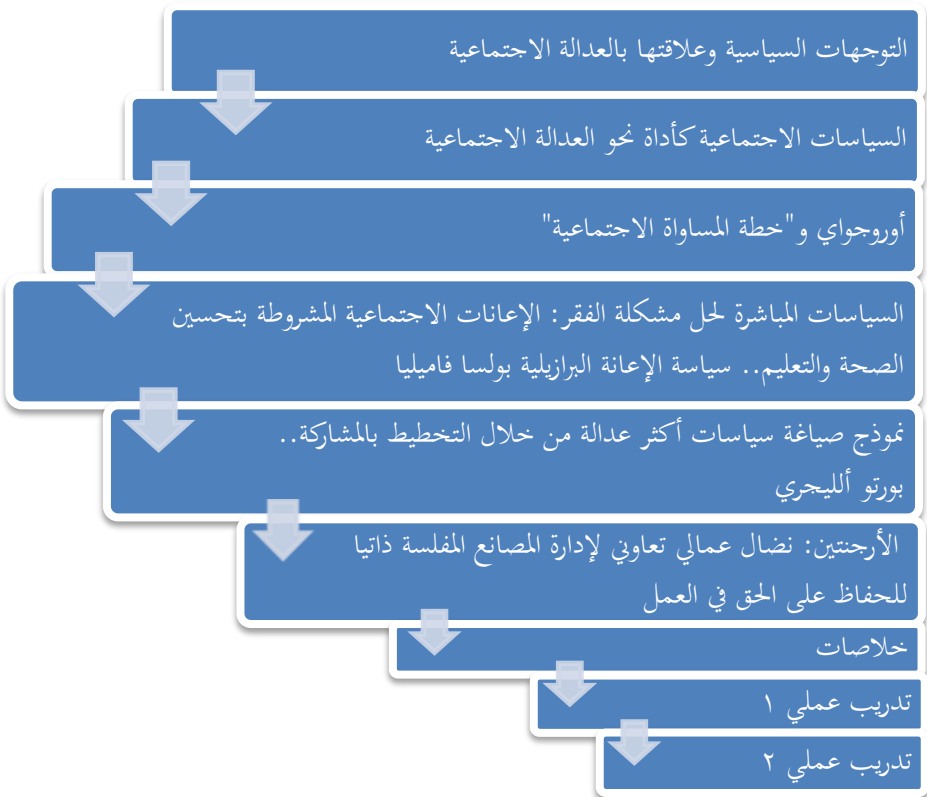 التوجهات السياسية وعلاقتها بالعدالة الاجتماعية
السياسات الاجتماعية كأداة نحو العدالة الاجتماعية
أوروجواي و"خطة المساواة الاجتماعية"
السياسات المباشرة لحل مشكلة الفقر: الإعانات الاجتماعية المشروطة بتحسين
الصحة والتعليم.. سياسة الإعانة البرازيلية بولسا فاميليا
نموذج صياغة سياسات أكثر عدالة من خلال التخطيط بالمشاركة..
بورتو ألليجري
الأرجنتين: نضال عمالي تعاوني لإدارة المصانع المفلسة ذاتيا
للحفاظ على الحق في العمل
خلاصات
تدريب عملي ١
تدريب عملي ٢